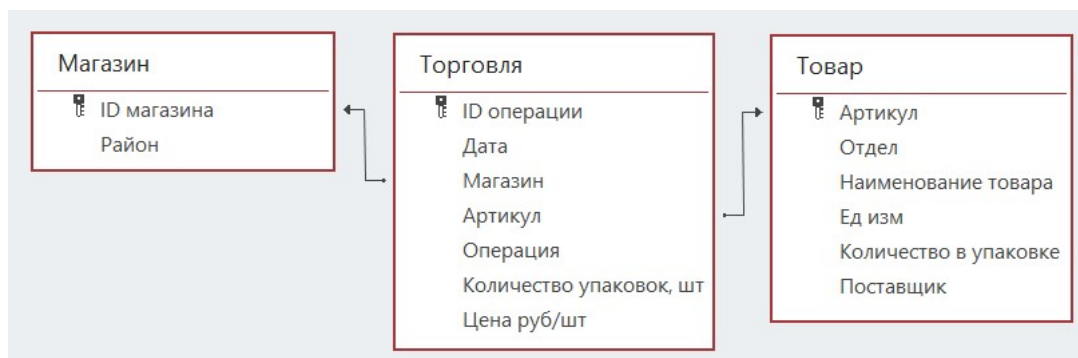 Магазин
ID магазина
Район
Торговля
ID операции
Дата
Магазин
Артикул
Операция
Количество упаковок, шт
Цена руб/шт
Товар
Артикул
Отдел
Наименование товара
Ед изм
Количество в упаковке
Поставщик